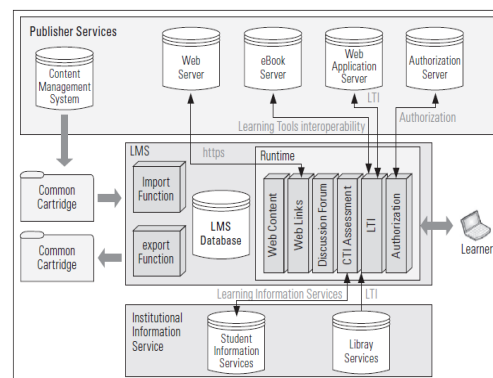 Publisher Services
Content
Management
System
Web
Server
eBook
Server
Web
Application
Server
Authorization
Server
LTI
Learning Tools interoperability
Authorization
LMS
https
Runtime
Common
Cartridge
Import
Function
LMS
Database
Web Content
Web Links
Discussion Forum
CTI Assessment
LTI
Authorization
Learner
Common
Cartridge
export
Function
Learning Information Services
LTI
Institutional
Information
Service
Student
Information
Services
Libray
Services